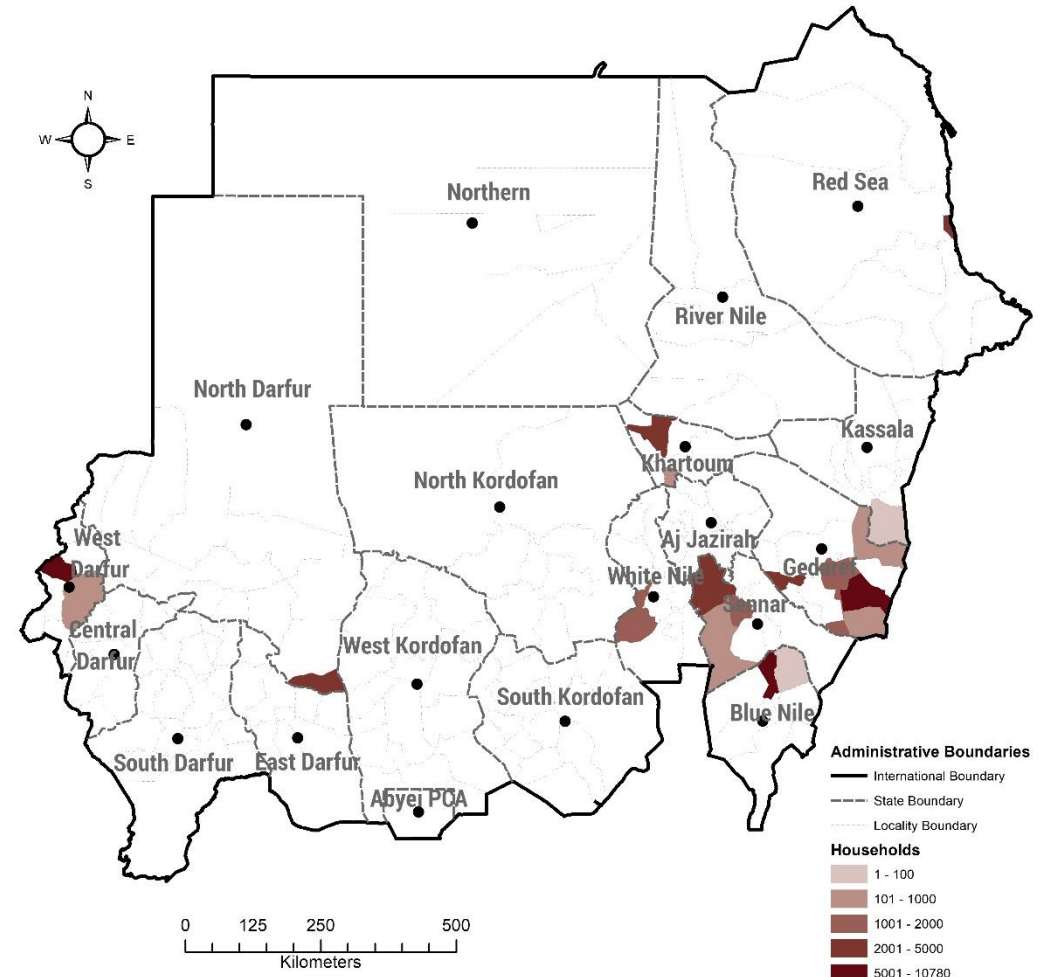 N
W
E
S
Northern
Red Sea
River Nile
North Darfur
Kassala
Khartoum
North Kordofan
Aj Jazirah
West
Darfur
Gedaref
White Nile
Sennar
Central
Darfur
West Kordofan
South Kordofan
Blue Nile
South Darfur
East Darfur
Abyei PCA
Administrative Boundaries
International Boundary
State Boundary
Locality Boundary
Households
1 - 100
101 - 1000
1001 - 2000
2001 - 5000
5001 - 10780
0 125 250 500
Kilometers